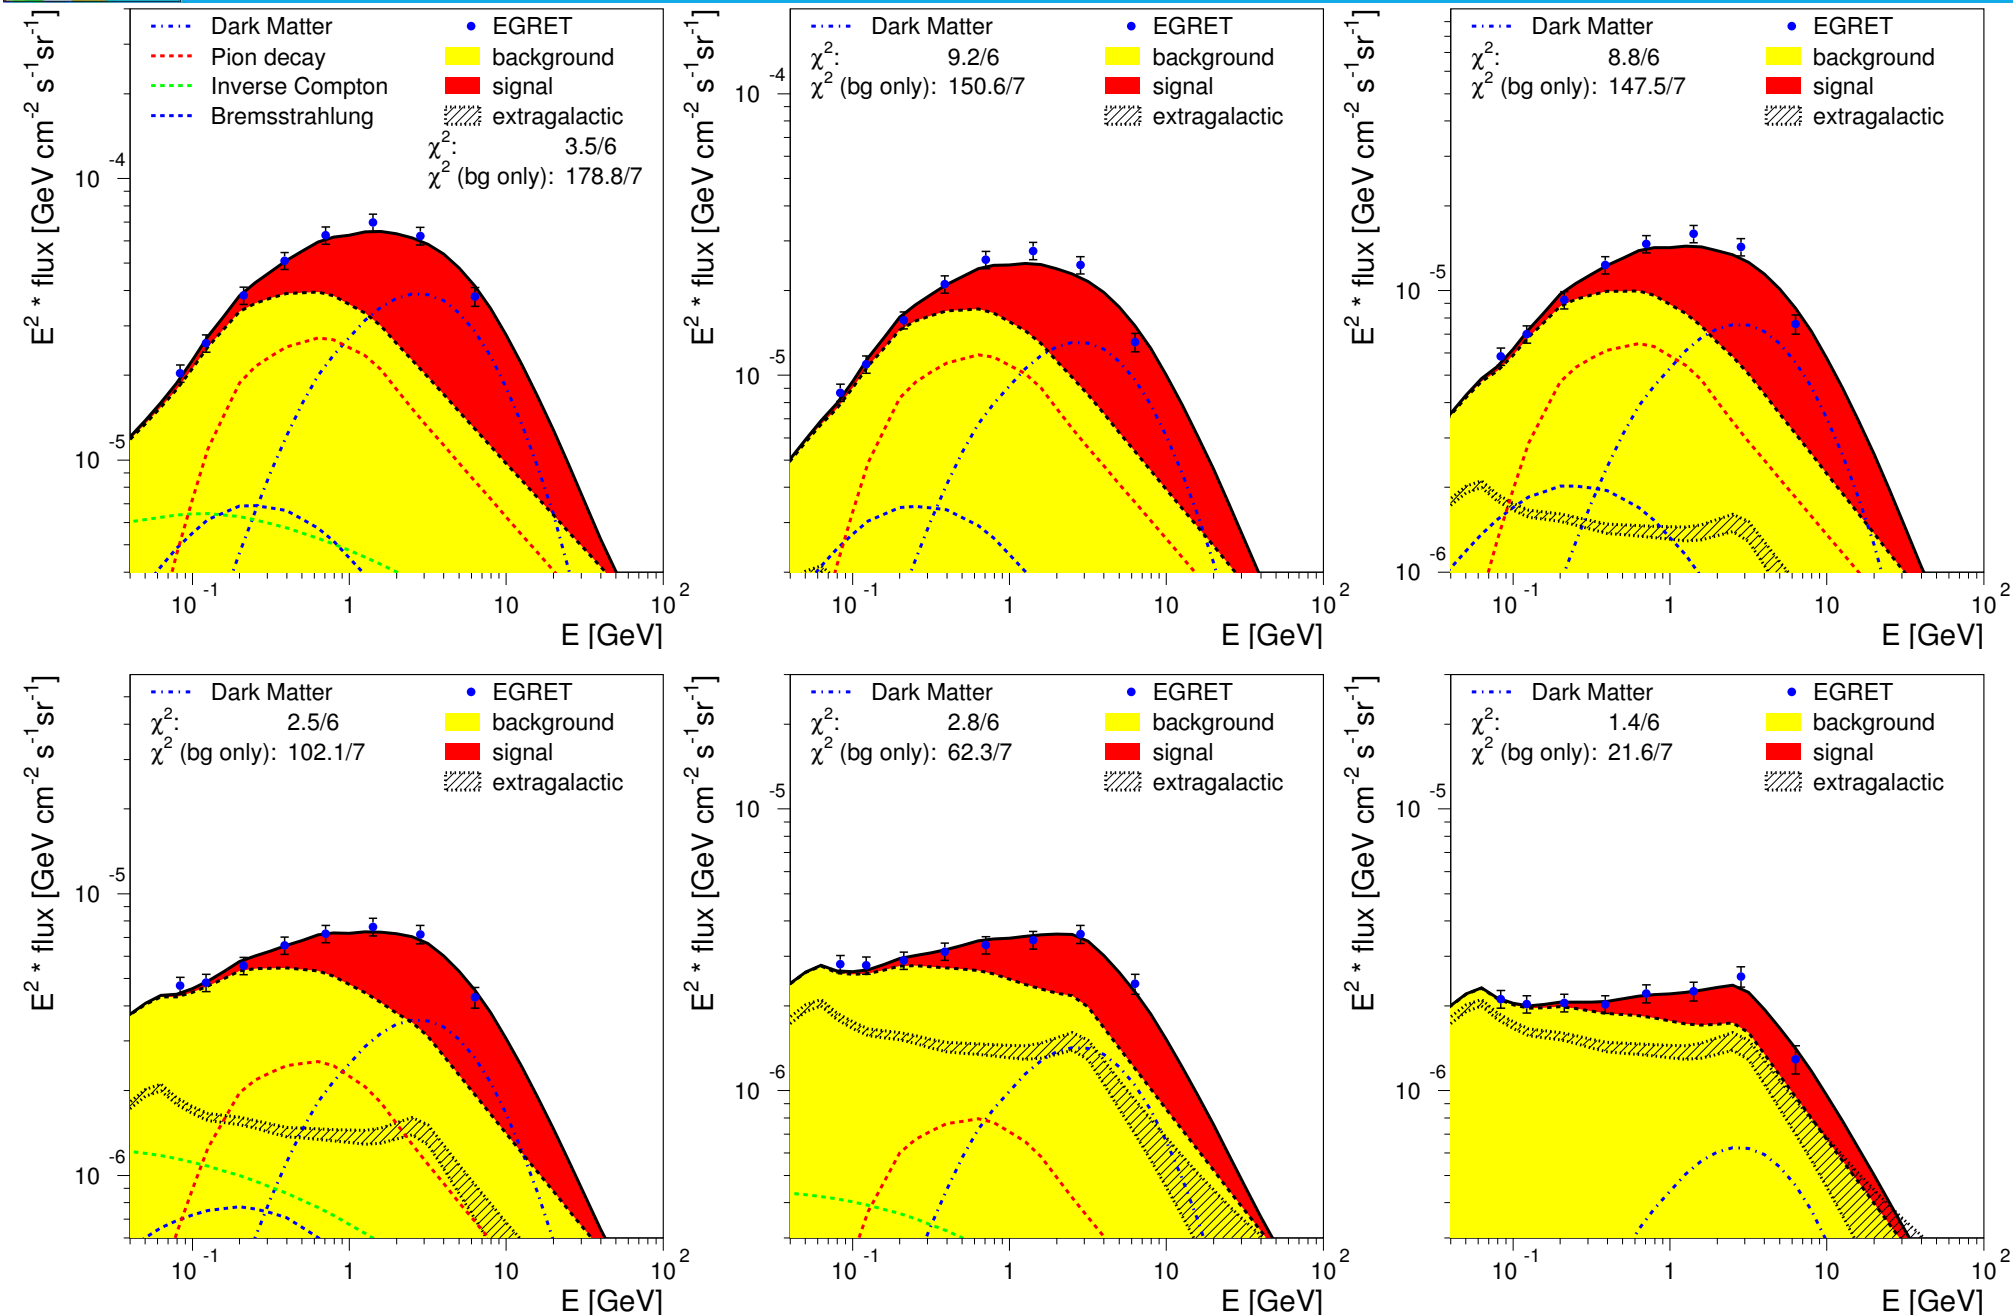 Dark Matter
Pion decay
Inverse Compton
Bremsstrahlung
EGRET
background
signal
extragalactic
χ²: 3.5/6
χ² (bg only): 178.8/7
E² * flux [GeV cm⁻² s⁻¹sr⁻¹]
10⁻⁴
10⁻⁵
10⁻¹ 1 10 10²
E [GeV]
Dark Matter
χ²: 9.2/6
χ² (bg only): 150.6/7
EGRET
background
signal
extragalactic
E² * flux [GeV cm⁻² s⁻¹sr⁻¹]
10⁻⁴
10⁻⁵
10⁻¹ 1 10 10²
E [GeV]
Dark Matter
χ²: 8.8/6
χ² (bg only): 147.5/7
EGRET
background
signal
extragalactic
E² * flux [GeV cm⁻² s⁻¹sr⁻¹]
10⁻⁵
10⁻⁶
10⁻¹ 1 10 10²
E [GeV]
Dark Matter
χ²: 2.5/6
χ² (bg only): 102.1/7
EGRET
background
signal
extragalactic
E² * flux [GeV cm⁻² s⁻¹sr⁻¹]
10⁻⁵
10⁻⁶
10⁻¹ 1 10 10²
E [GeV]
Dark Matter
χ²: 2.8/6
χ² (bg only): 62.3/7
EGRET
background
signal
extragalactic
E² * flux [GeV cm⁻² s⁻¹sr⁻¹]
10⁻⁵
10⁻⁶
10⁻¹ 1 10 10²
E [GeV]
Dark Matter
χ²: 1.4/6
χ² (bg only): 21.6/7
EGRET
background
signal
extragalactic
E² * flux [GeV cm⁻² s⁻¹sr⁻¹]
10⁻⁵
10⁻⁶
10⁻¹ 1 10 10²
E [GeV]